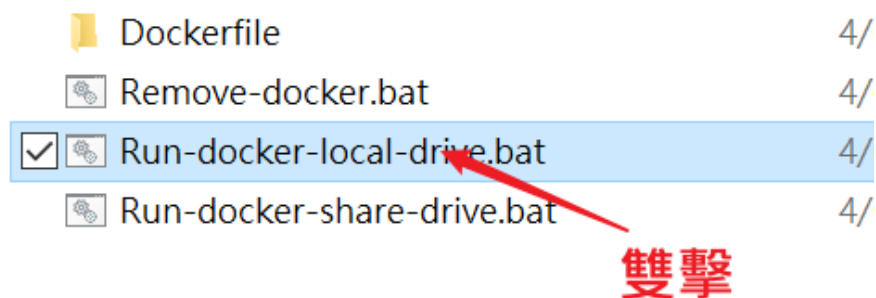 Dockerfile 4/
Remove-docker.bat 4/
Run-docker-local-drive.bat 4/
Run-docker-share-drive.bat 4/
雙擊